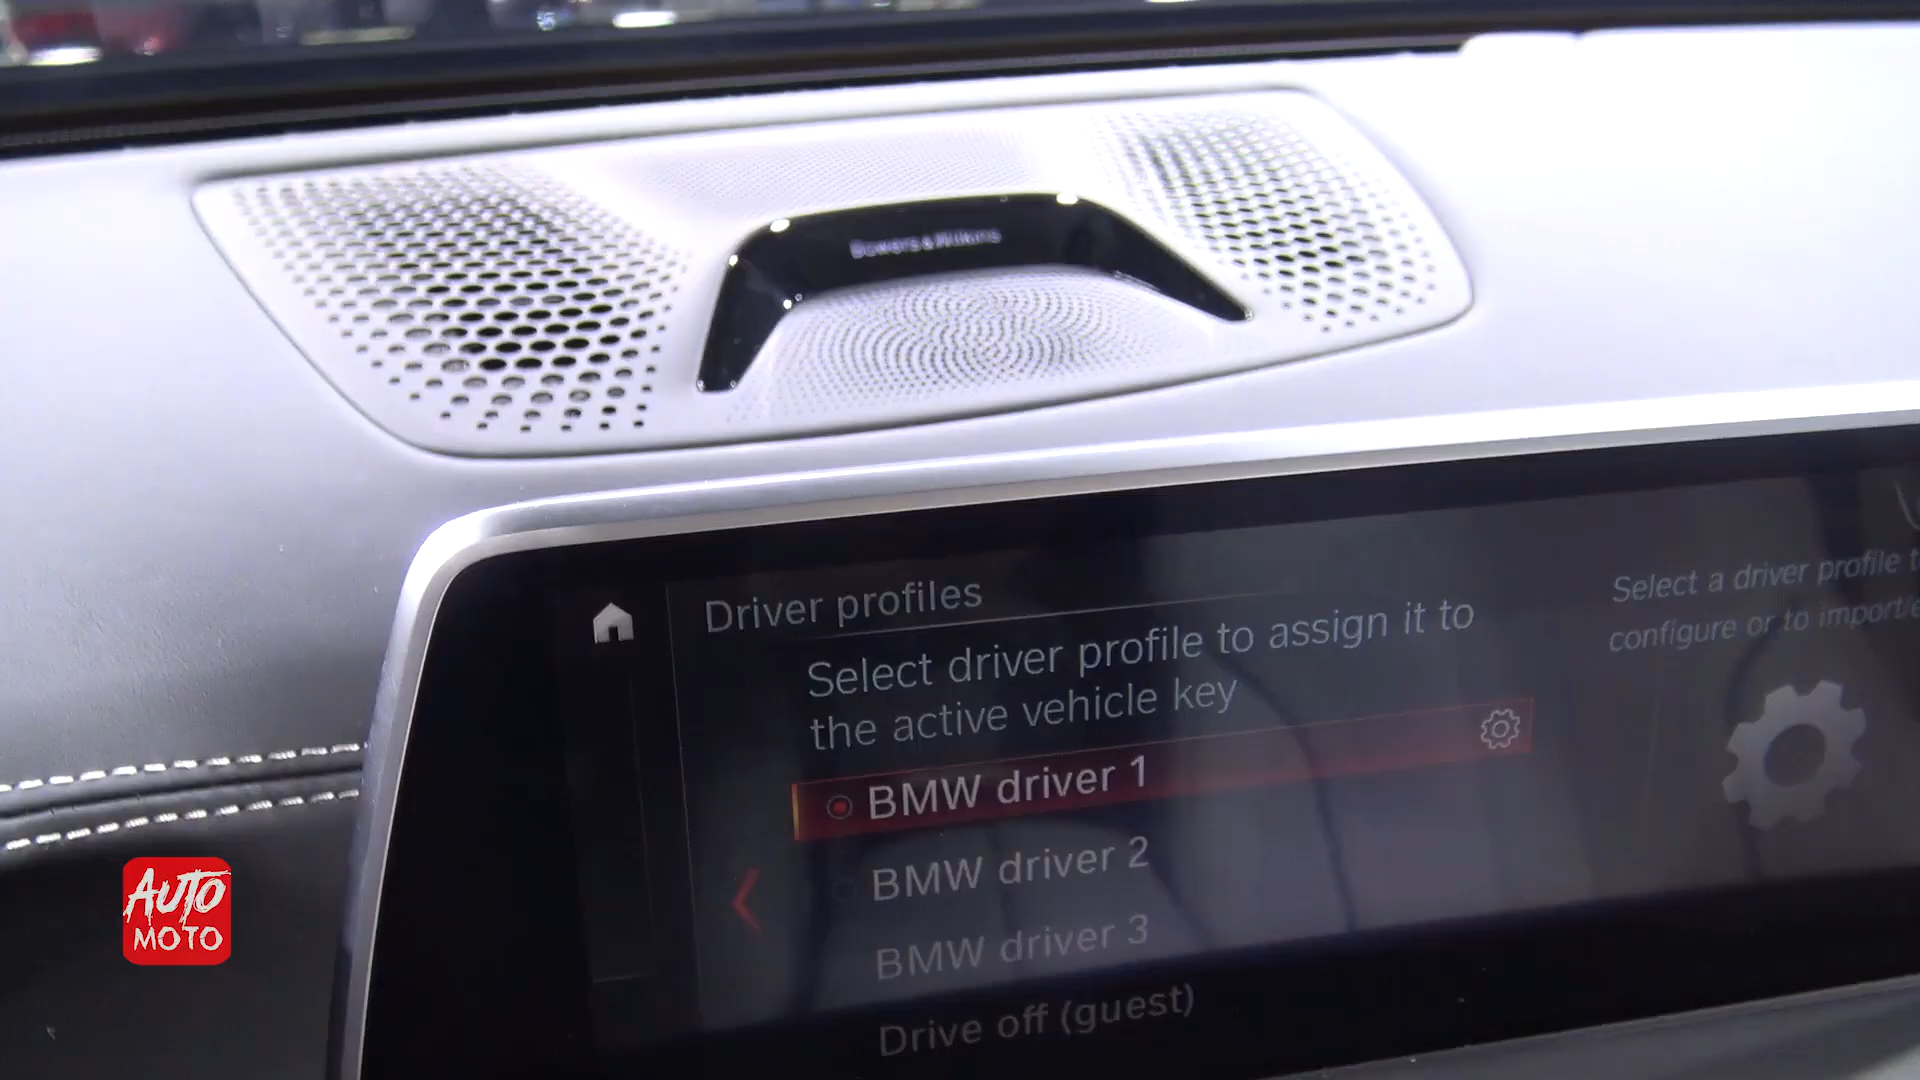 Bowers & Wilkins
Driver profiles
Select driver profile to assign it to
the active vehicle key
BMW driver 1
BMW driver 2
BMW driver 3
Drive off (guest)
Select a driver profile
configure or to import/e
AUTO
MOTO